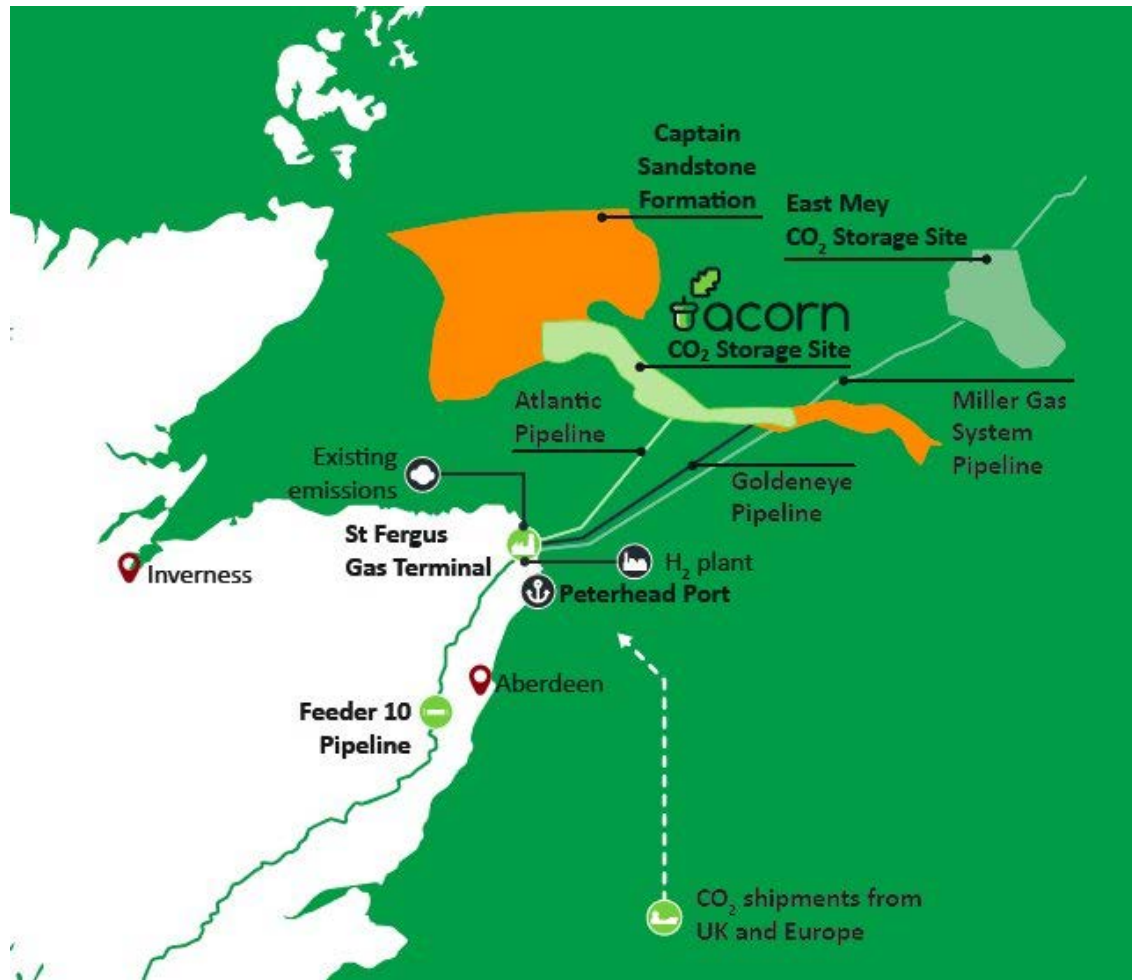 Captain
Sandstone
Formation
East Mey
CO₂ Storage Site
acorn
CO₂ Storage Site
Atlantic
Pipeline
Miller Gas
System
Pipeline
Goldeneye
Pipeline
Existing
emissions
St Fergus
Gas Terminal
H₂ plant
Inverness
Peterhead Port
Aberdeen
Feeder 10
Pipeline
CO₂ shipments from
UK and Europe